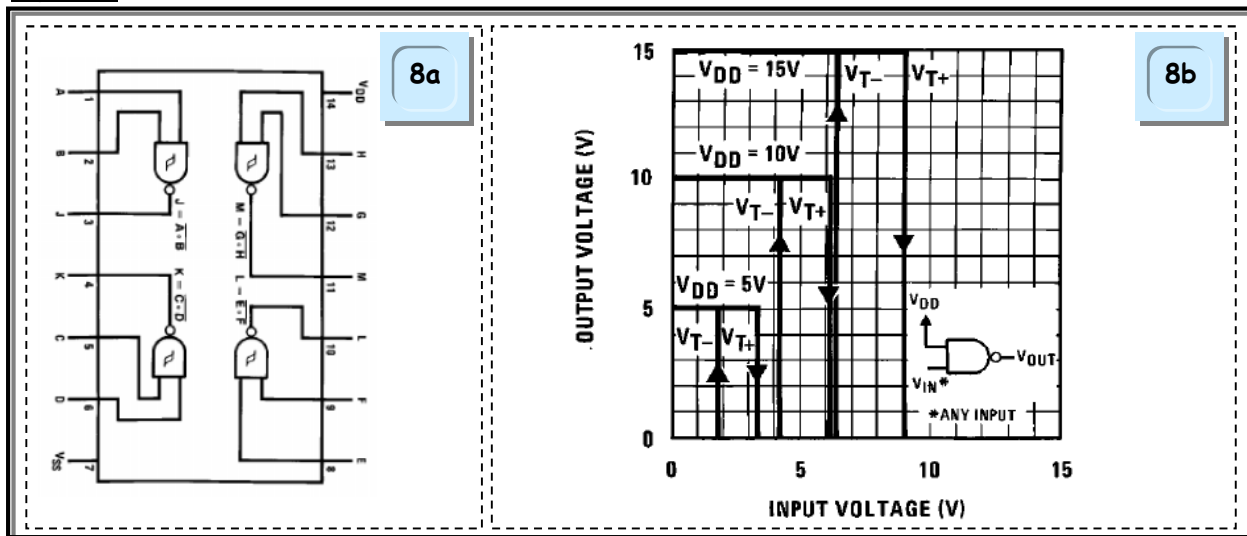 8a
A
1
B
2
J
3
K
4
C
5
D
6
VSS
7
VDD
14
H
13
G
12
M
11
L
10
F
9
E
8
J = A•B
M = G•H
K = C•D
L = E•F
8b
OUTPUT VOLTAGE (V)
15
10
5
0
VDD = 15V
VT- VT+
VDD = 10V
VT- VT+
VDD = 5V
VT- VT+
VDD
VOUT
VIN*
*ANY INPUT
0 5 10 15
INPUT VOLTAGE (V)